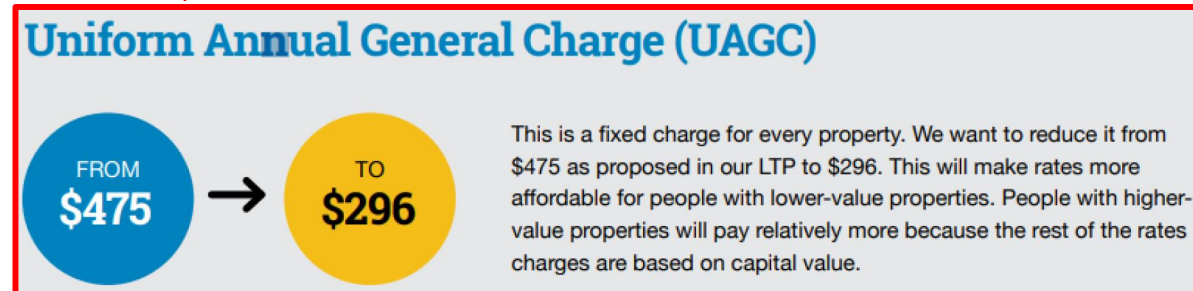 Uniform Annual General Charge (UAGC)
FROM
$475
TO
$296
This is a fixed charge for every property. We want to reduce it from
$475 as proposed in our LTP to $296. This will make rates more
affordable for people with lower-value properties. People with higher-
value properties will pay relatively more because the rest of the rates
charges are based on capital value.